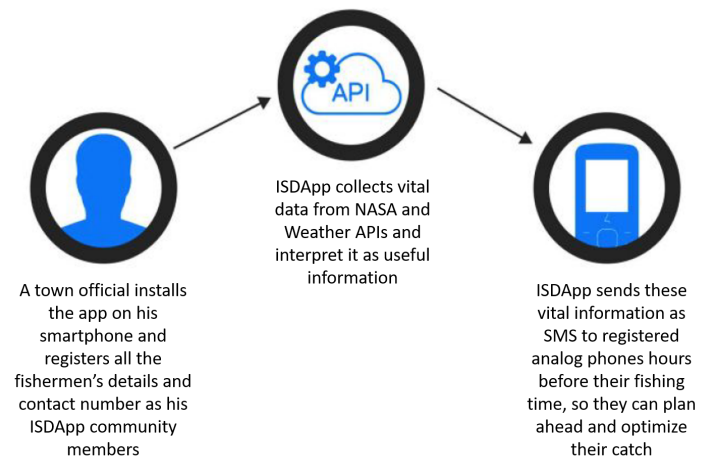 API
ISDApp collects vital
data from NASA and
Weather APIs and
interpret it as useful
information
A town official installs
the app on his
smartphone and
registers all the
fishermen's details and
contact number as his
ISDApp community
members
ISDApp sends these
vital information as
SMS to registered
analog phones hours
before their fishing
time, so they can plan
ahead and optimize
their catch